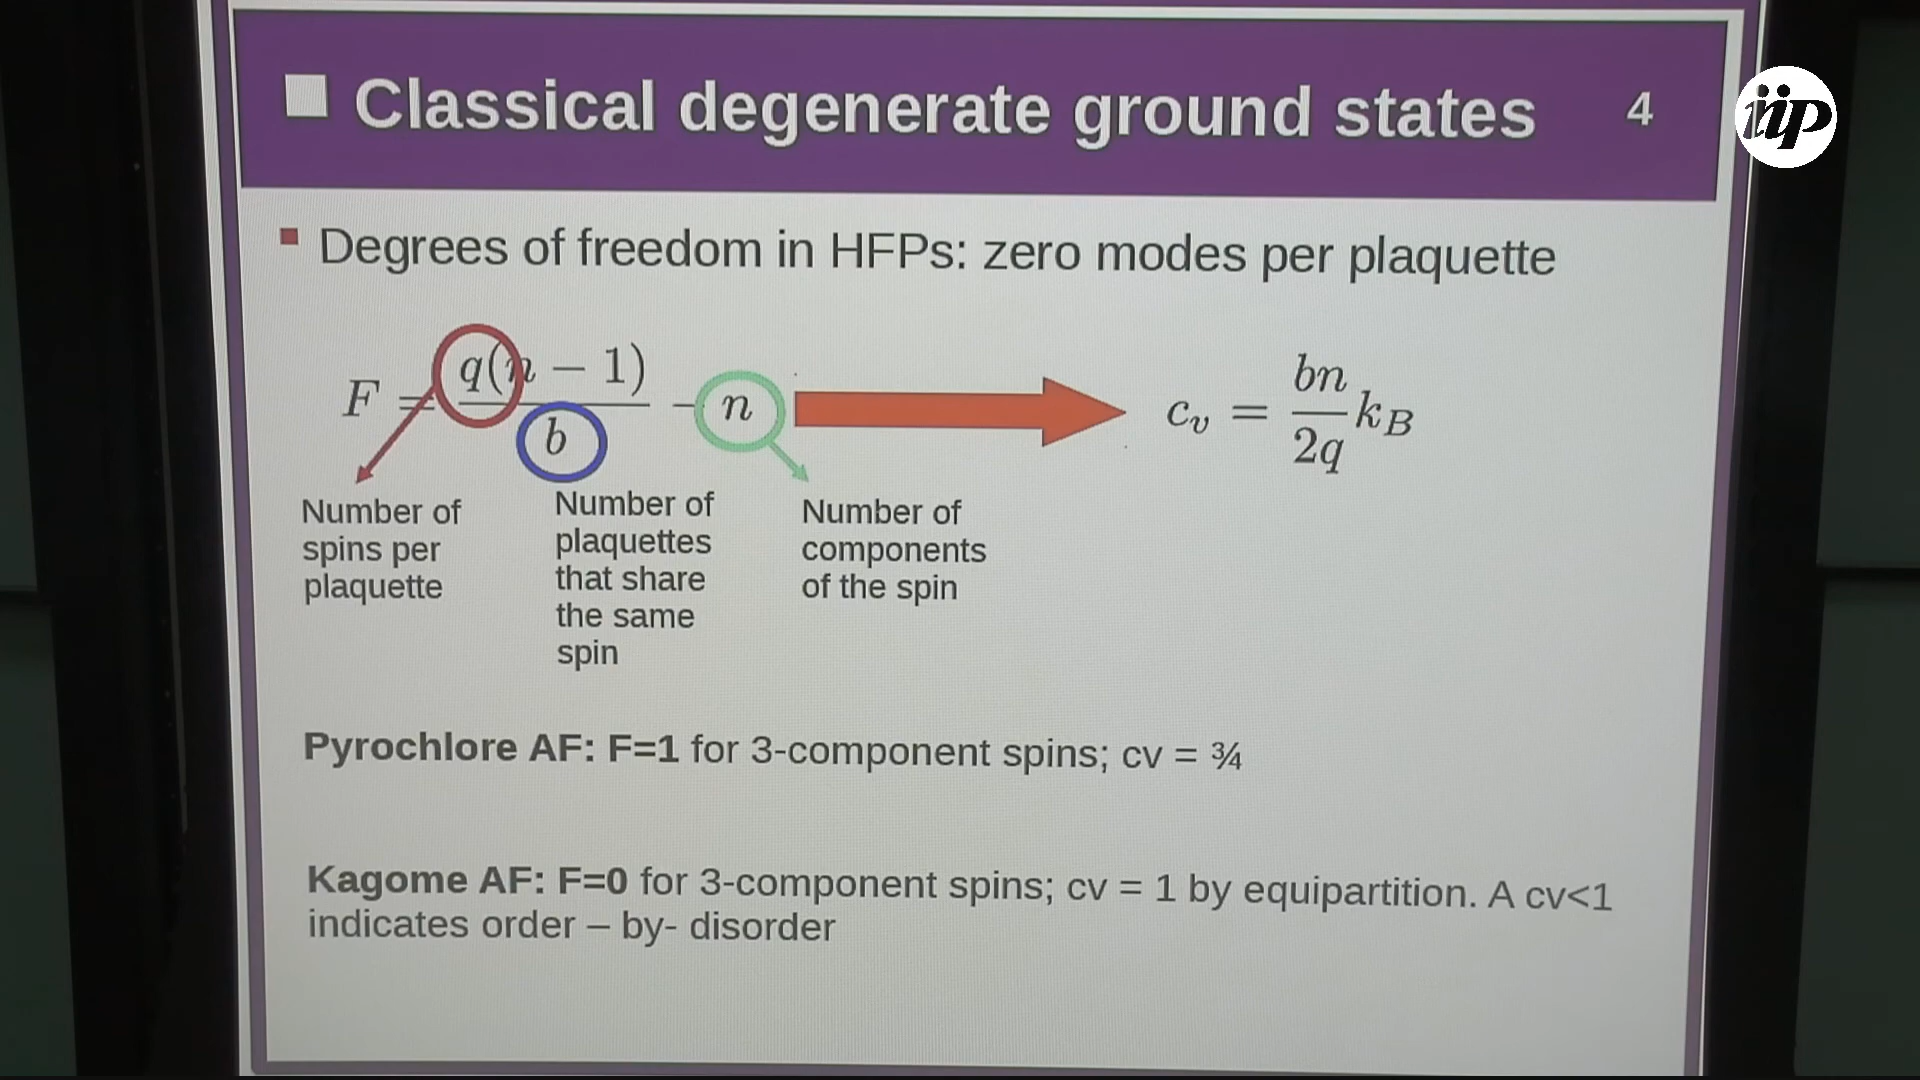 Classical degenerate ground states 4
iip
Degrees of freedom in HFPs: zero modes per plaquette
F = q(n − 1) / b − n
c_v = bn / 2q k_B
Number of
spins per
plaquette
Number of
plaquettes
that share
the same
spin
Number of
components
of the spin
Pyrochlore AF: F=1 for 3-component spins; cv = ¾
Kagome AF: F=0 for 3-component spins; cv = 1 by equipartition. A cv<1
indicates order – by- disorder